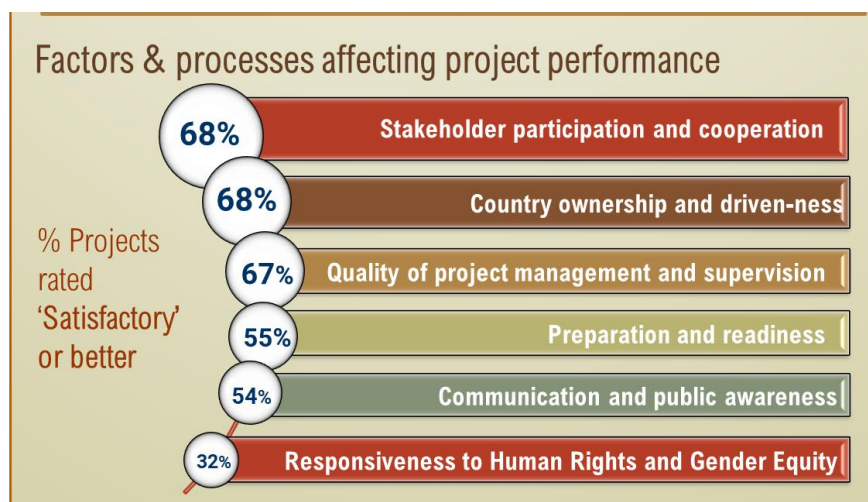 Factors & processes affecting project performance
68% Stakeholder participation and cooperation
68% Country ownership and driven-ness
% Projects
rated
‘Satisfactory’
or better
67% Quality of project management and supervision
55% Preparation and readiness
54% Communication and public awareness
32% Responsiveness to Human Rights and Gender Equity